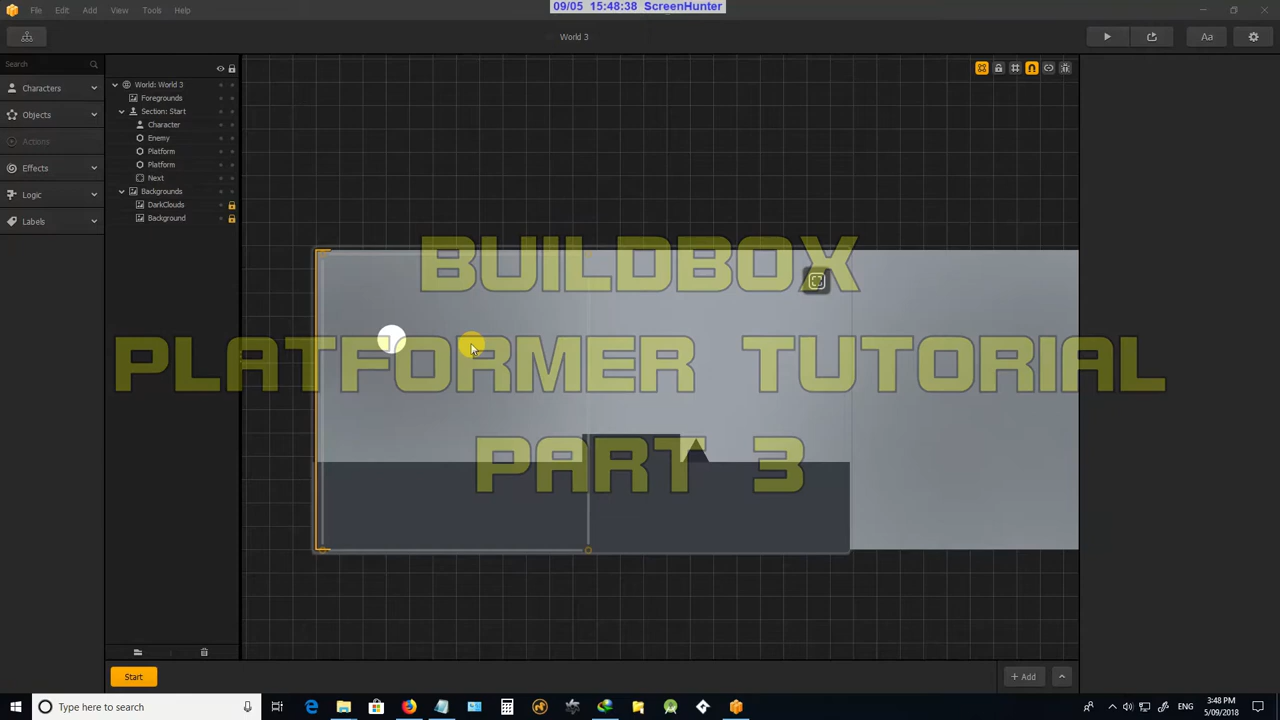 09/05 15:48:38 ScreenHunter
File Edit Add View Tools Help
World 3
Aa
Search
Characters
Objects
Actions
Effects
Logic
Labels
World: World 3
Foregrounds
Section: Start
Character
Enemy
Platform
Platform
Next
Backgrounds
DarkClouds
Background
BUILDBOX
PLATFORMER TUTORIAL
PART 3
Start
+ Add
Type here to search
ENG
3:48 PM
5/09/2018